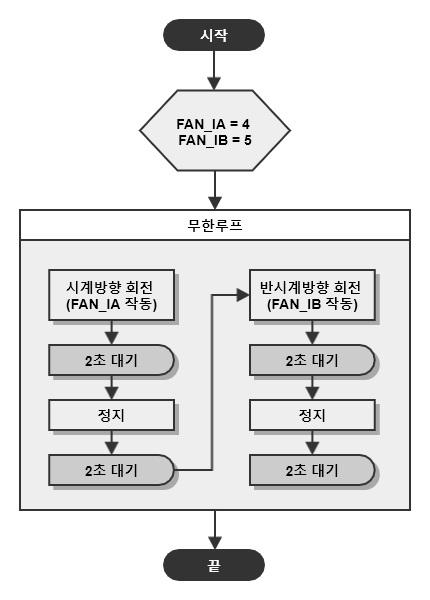 시작
FAN_IA = 4
FAN_IB = 5
무한루프
시계방향 회전
(FAN_IA 작동)
2초 대기
정지
2초 대기
반시계방향 회전
(FAN_IB 작동)
2초 대기
정지
2초 대기
끝